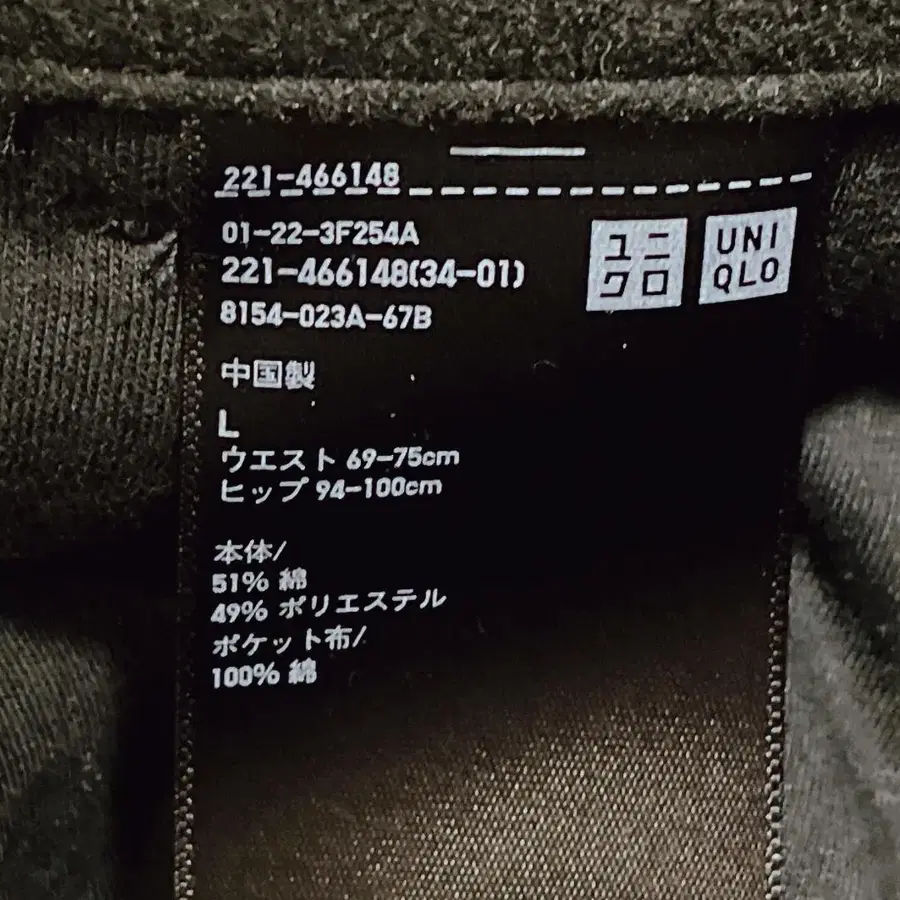 221-466148
01-22-3F254A
221-466148(34-01)
8154-023A-67B
ユニ
クロ
UNI
QLO
中国製
L
ウエスト 69-75cm
ヒップ 94-100cm
本体/
51% 綿
49% ポリエステル
ポケット布/
100% 綿